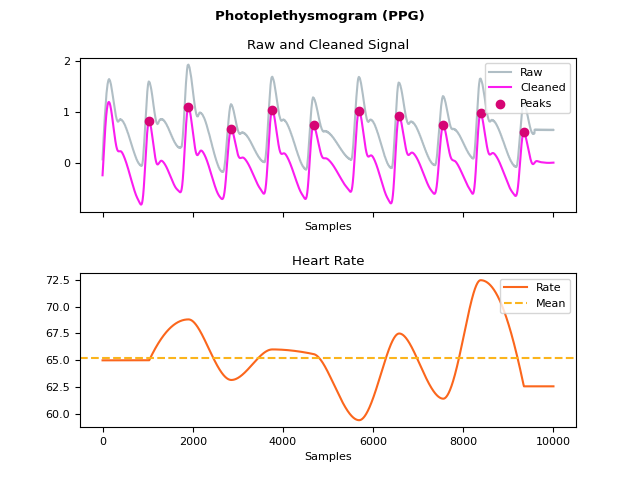 Photoplethysmogram (PPG)
Raw and Cleaned Signal
2
1
0
Raw
Cleaned
Peaks
Samples
Heart Rate
72.5
70.0
67.5
65.0
62.5
60.0
Rate
Mean
0 2000 4000 6000 8000 10000
Samples